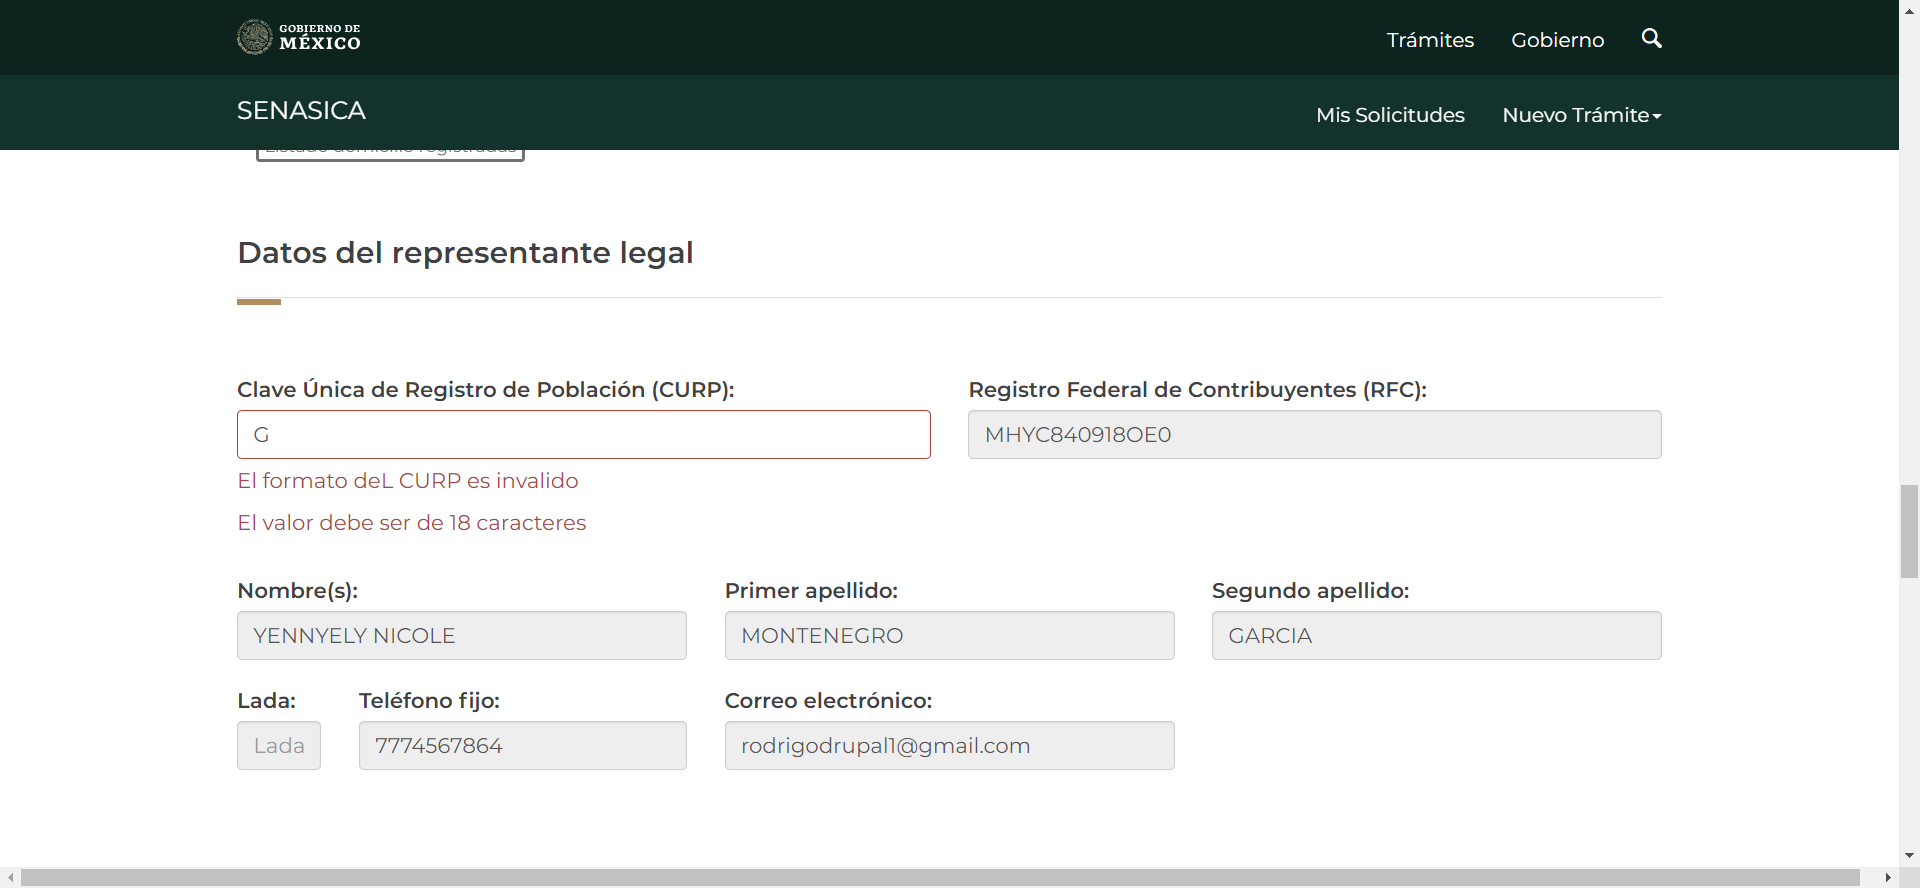 GOBIERNO DE
MÉXICO
Trámites
Gobierno
SENASICA
Mis Solicitudes
Nuevo Trámite
Listado domicilio registradas
Datos del representante legal
Clave Única de Registro de Población (CURP):
Registro Federal de Contribuyentes (RFC):
G
MHYC840918OE0
El formato deL CURP es invalido
El valor debe ser de 18 caracteres
Nombre(s):
Primer apellido:
Segundo apellido:
YENNYELY NICOLE
MONTENEGRO
GARCIA
Lada:
Teléfono fijo:
Correo electrónico:
Lada
7774567864
rodrigodrupal1@gmail.com